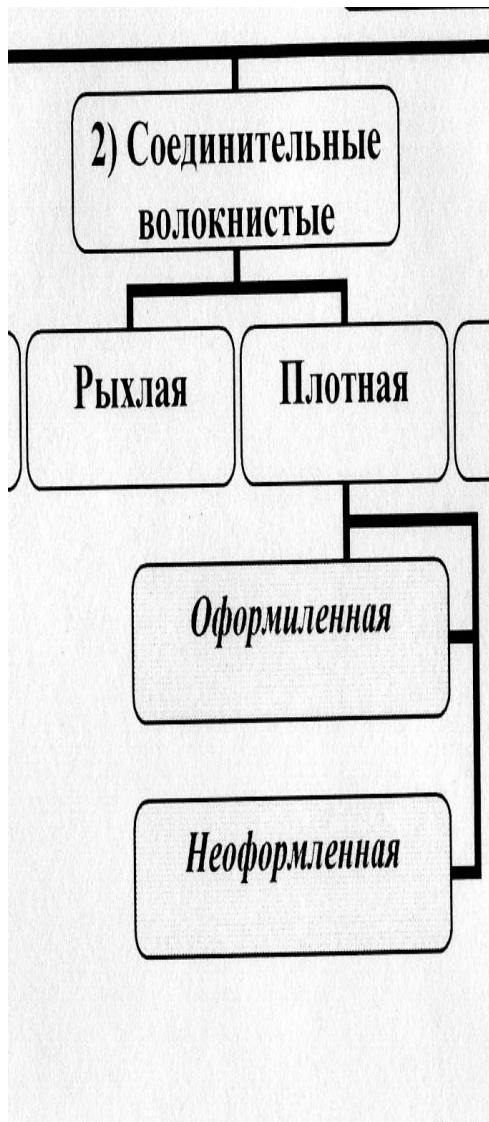 2) Соединительные
волокнистые
Рыхлая
Плотная
Оформиленная
Неоформленная